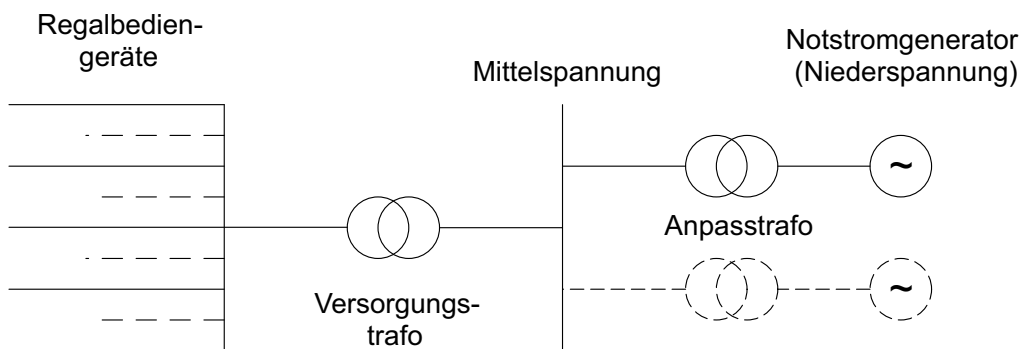 Regalbedien-
geräte
Mittelspannung
Notstromgenerator
(Niederspannung)
~
Anpasstrafo
~
Versorgungs-
trafo